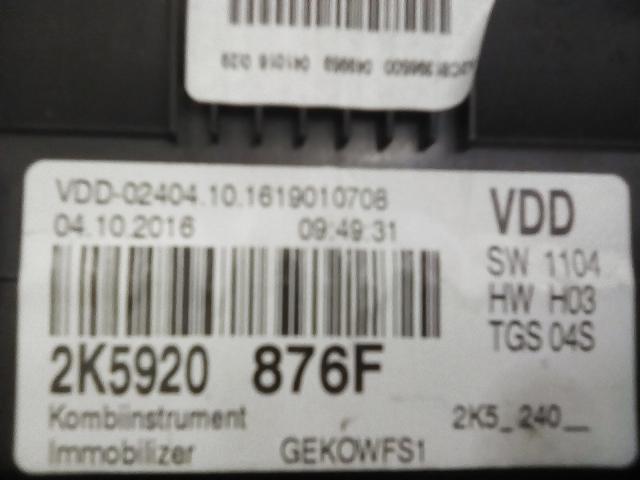 VDD-02404.10.1619010708
04.10.2016 09:49:31
VDD
SW 1104
HW H03
TGS 04S
2K5920 876F
Kombiinstrument 2K5_240__
Immobilizer GEKOWFS1